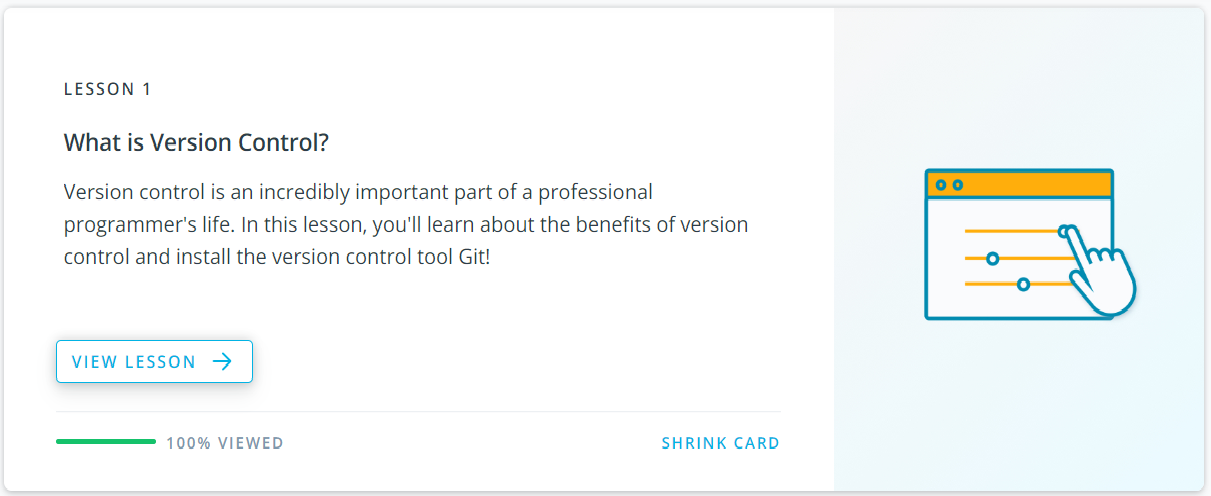 LESSON 1
What is Version Control?
Version control is an incredibly important part of a professional
programmer's life. In this lesson, you'll learn about the benefits of version
control and install the version control tool Git!
VIEW LESSON
100% VIEWED
SHRINK CARD